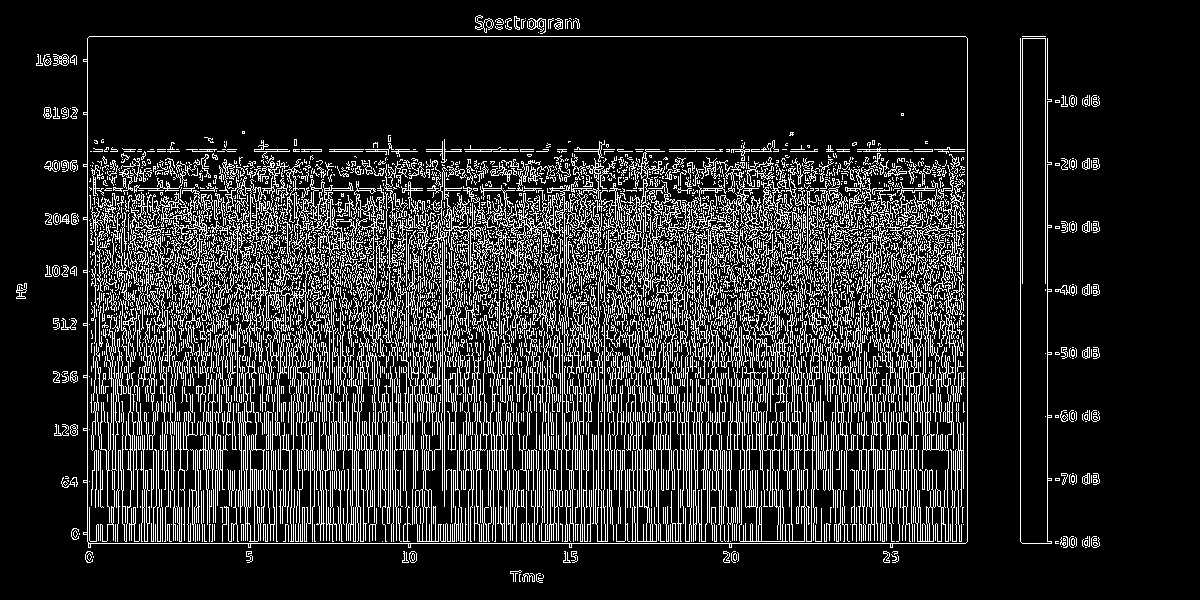 Spectrogram
16384
8192
4096
2048
1024
512
256
128
64
0
Hz
0 5 10 15 20 25
Time
-10 dB
-20 dB
-30 dB
-40 dB
-50 dB
-60 dB
-70 dB
-80 dB